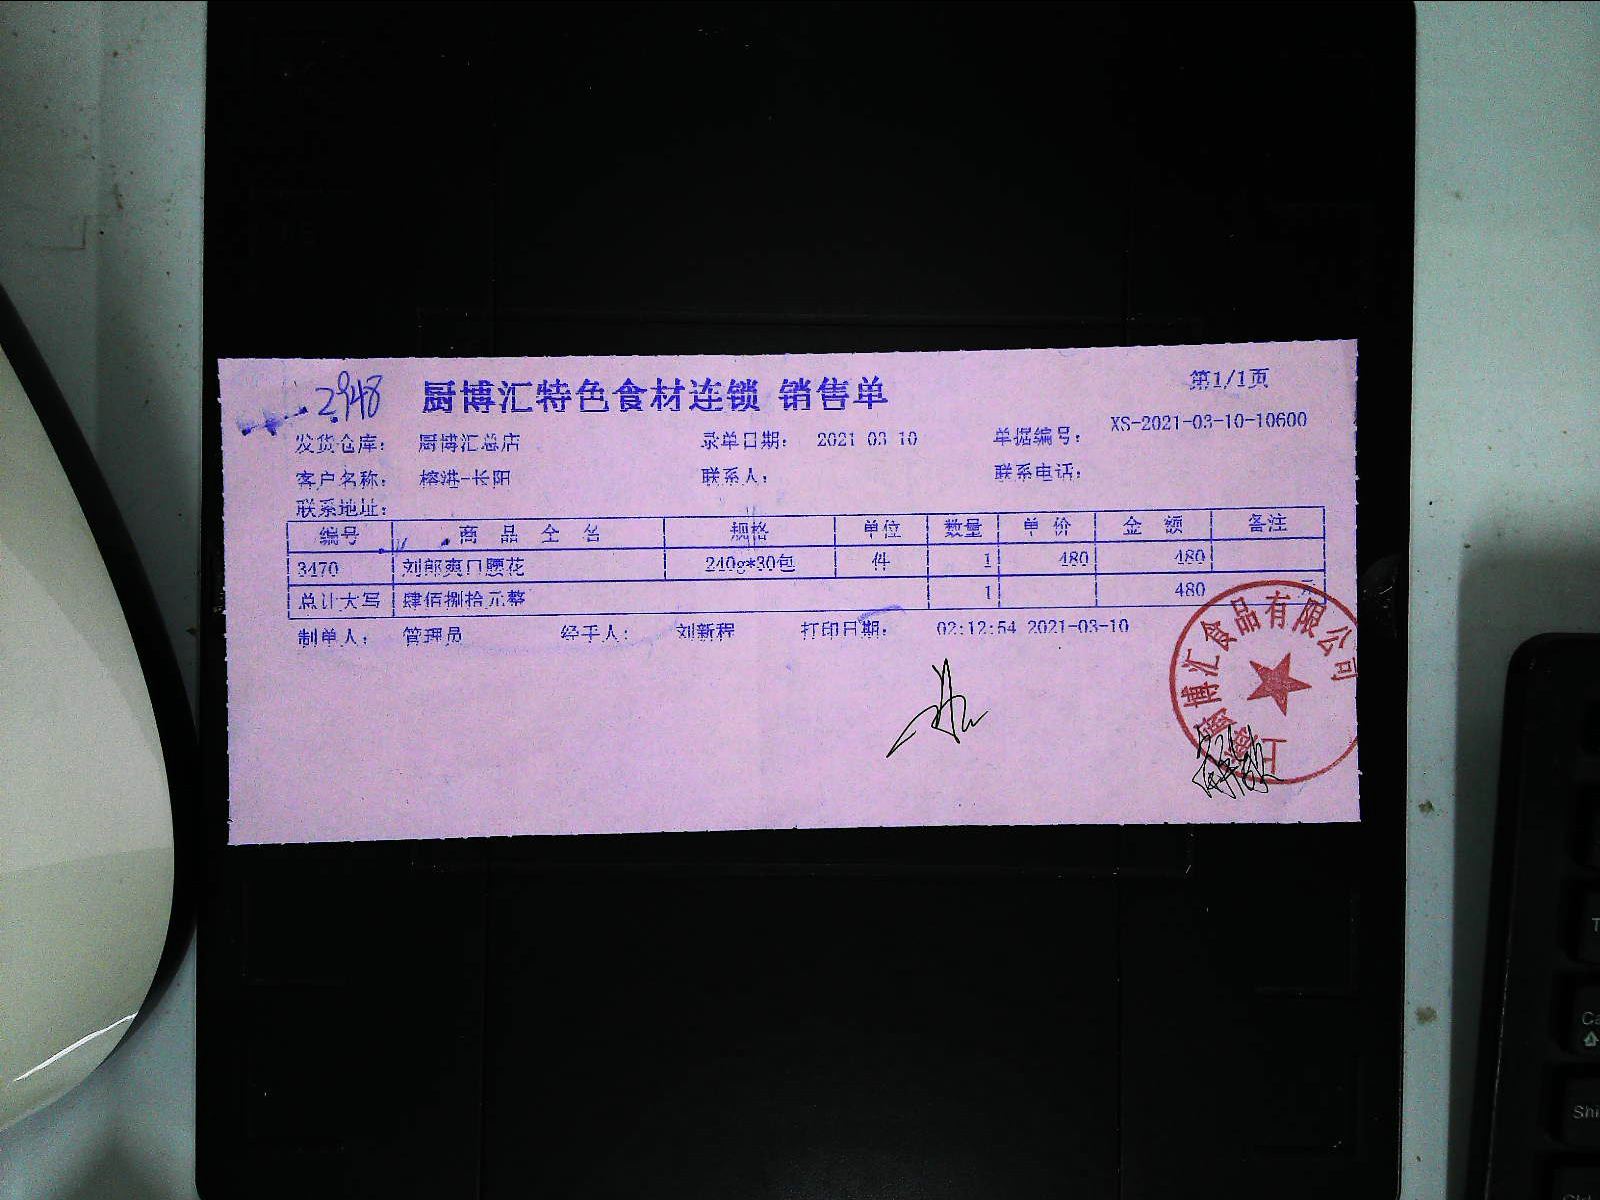 2948
厨博汇特色食材连锁 销售单
第1/1页
发货仓库： 厨博汇总店 录单日期： 2021 03 10 单据编号： XS-2021-03-10-10600
客户名称： 榕港-长阳 联系人： 联系电话：
联系地址：
编号 商品全名 规格 单位 数量 单价 金额 备注
3470 刘郎爽口腰花 240g*30包 件 1 480 480
总计大写 肆佰捌拾元整 1 480 元
制单人： 管理员 经手人： 刘新程 打印日期： 02:12:54 2021-03-10
上海厨博汇食品有限公司